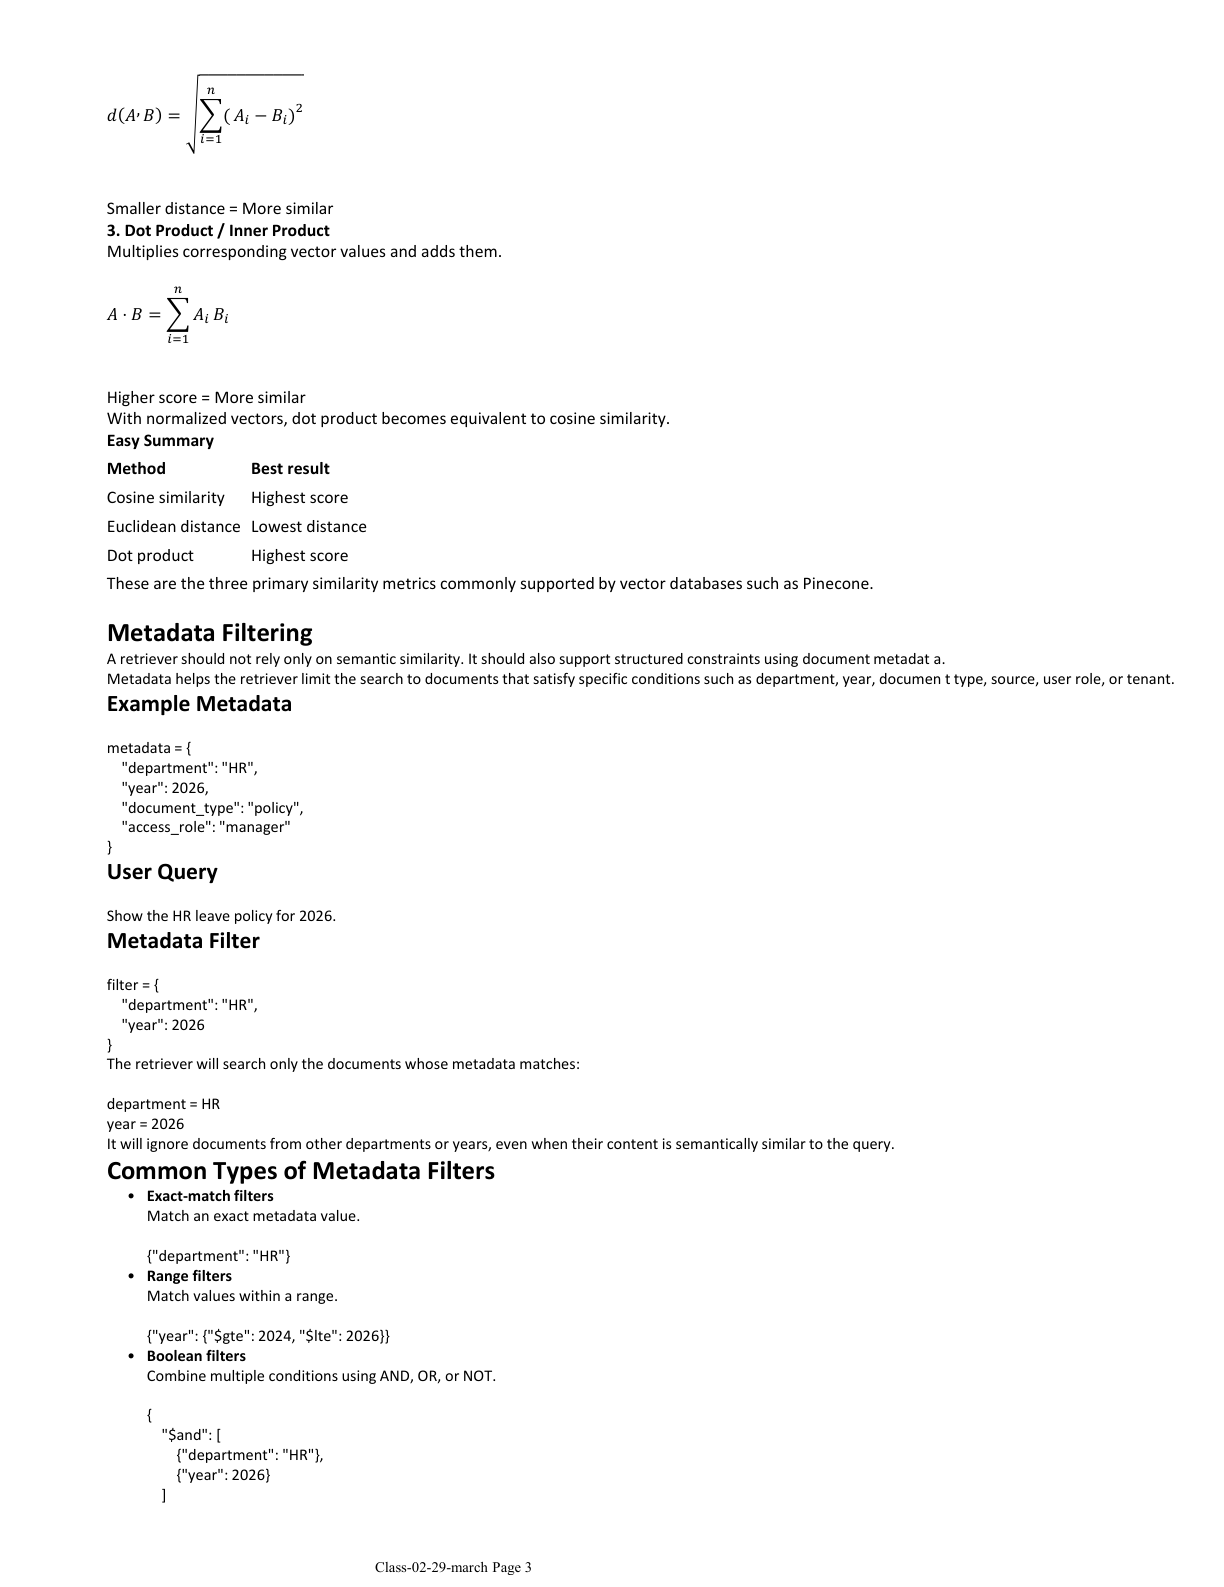 d(A, B) = √(∑_{i=1}^{n} (A_i − B_i)^2)
Smaller distance = More similar
3. Dot Product / Inner Product
Multiplies corresponding vector values and adds them.
A · B = ∑_{i=1}^{n} A_i B_i
Higher score = More similar
With normalized vectors, dot product becomes equivalent to cosine similarity.
Easy Summary
Method Best result
Cosine similarity Highest score
Euclidean distance Lowest distance
Dot product Highest score
These are the three primary similarity metrics commonly supported by vector databases such as Pinecone.
Metadata Filtering
A retriever should not rely only on semantic similarity. It should also support structured constraints using document metadat a.
Metadata helps the retriever limit the search to documents that satisfy specific conditions such as department, year, documen t type, source, user role, or tenant.
Example Metadata
metadata = {
    "department": "HR",
    "year": 2026,
    "document_type": "policy",
    "access_role": "manager"
}
User Query
Show the HR leave policy for 2026.
Metadata Filter
filter = {
    "department": "HR",
    "year": 2026
}
The retriever will search only the documents whose metadata matches:
department = HR
year = 2026
It will ignore documents from other departments or years, even when their content is semantically similar to the query.
Common Types of Metadata Filters
• Exact-match filters
Match an exact metadata value.
{"department": "HR"}
• Range filters
Match values within a range.
{"year": {"$gte": 2024, "$lte": 2026}}
• Boolean filters
Combine multiple conditions using AND, OR, or NOT.
{
    "$and": [
        {"department": "HR"},
        {"year": 2026}
    ]
Class-02-29-march Page 3